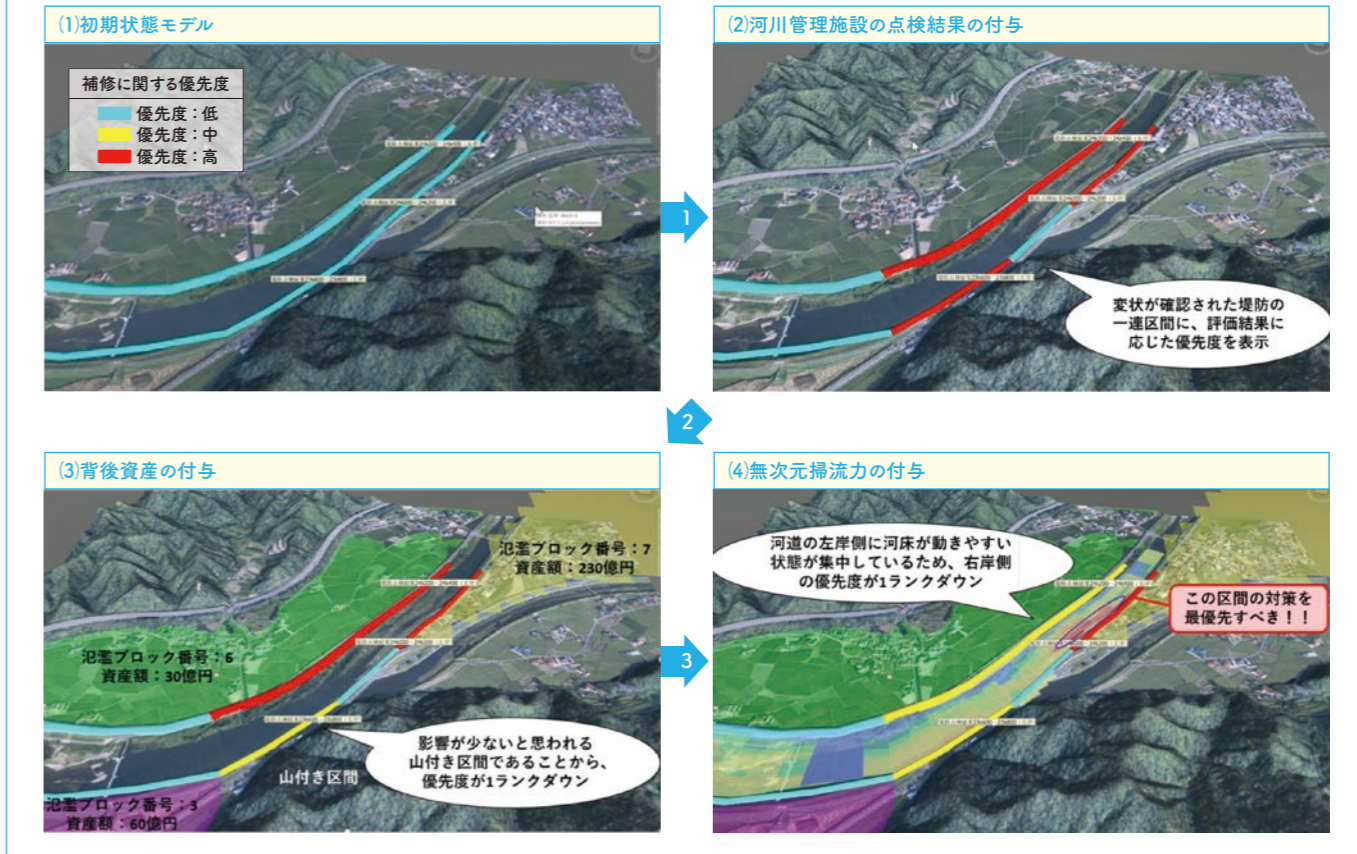 (1)初期状態モデル
補修に関する優先度
優先度：低
優先度：中
優先度：高
1
(2)河川管理施設の点検結果の付与
変状が確認された堤防の
一連区間に、評価結果に
応じた優先度を表示
2
(3)背後資産の付与
氾濫ブロック番号：7
資産額：230億円
氾濫ブロック番号：6
資産額：30億円
影響が少ないと思われる
山付き区間であることから、
優先度が1ランクダウン
山付き区間
氾濫ブロック番号：3
資産額：60億円
3
(4)無次元掃流力の付与
河道の左岸側に河床が動きやすい
状態が集中しているため、右岸側
の優先度が1ランクダウン
この区間の対策を
最優先すべき！！